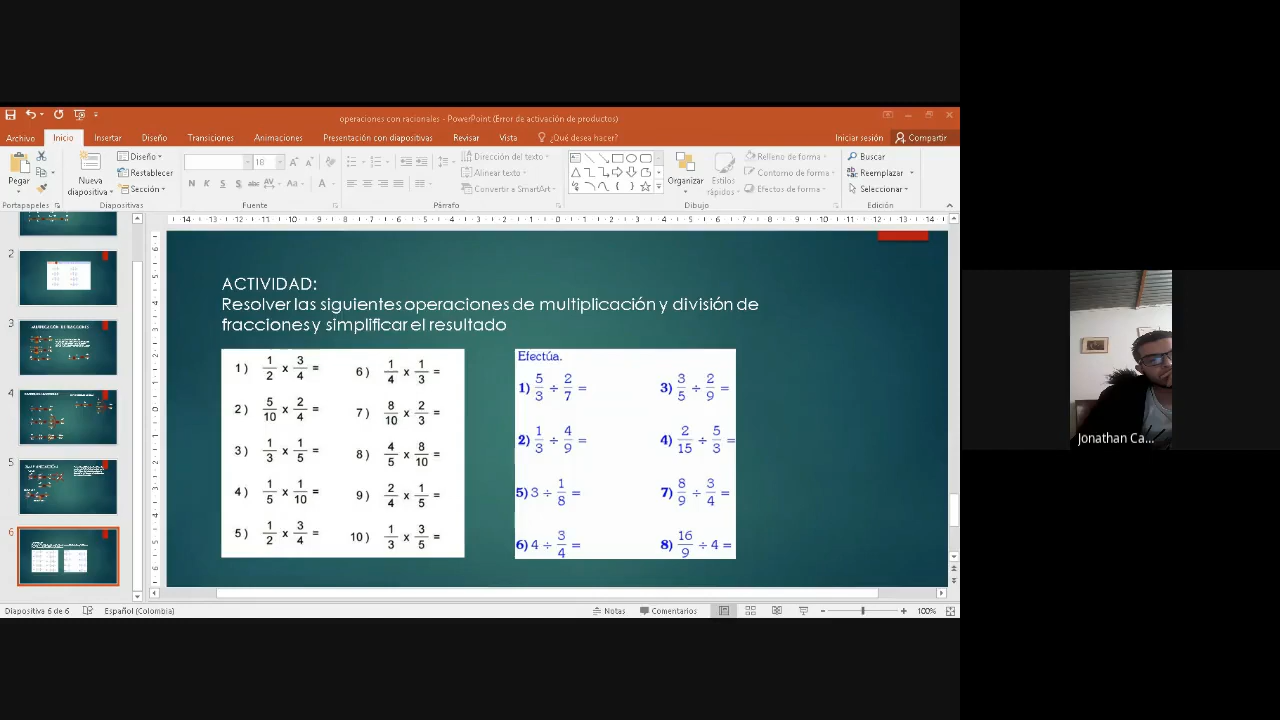 operaciones con racionales - PowerPoint (Error de activación de productos)
Archivo Inicio Insertar Diseño Transiciones Animaciones Presentación con diapositivas Revisar Vista ¿Qué desea hacer? Iniciar sesión Compartir
Pegar
Nueva diapositiva
Diseño
Restablecer
Sección
18
N K S S abc AV Aa A
Dirección del texto
Alinear texto
Convertir a SmartArt
Organizar
Estilos rápidos
Relleno de forma
Contorno de forma
Efectos de forma
Buscar
Reemplazar
Seleccionar
Portapapeles Diapositivas Fuente Párrafo Dibujo Edición
2
3
4
5
6
ACTIVIDAD:
Resolver las siguientes operaciones de multiplicación y división de
fracciones y simplificar el resultado
1) 1/2 x 3/4 =
2) 5/10 x 2/4 =
3) 1/3 x 1/5 =
4) 1/5 x 1/10 =
5) 1/2 x 3/4 =
6) 1/4 x 1/3 =
7) 8/10 x 2/3 =
8) 4/5 x 8/10 =
9) 2/4 x 1/5 =
10) 1/3 x 3/5 =
Efectúa.
1) 5/3 ÷ 2/7 =
3) 3/5 ÷ 2/9 =
2) 1/3 ÷ 4/9 =
4) 2/15 ÷ 5/3 =
5) 3 ÷ 1/8 =
7) 8/9 ÷ 3/4 =
6) 4 ÷ 3/4 =
8) 16/9 ÷ 4 =
Jonathan Ca...
Diapositiva 6 de 6 Español (Colombia) Notas Comentarios 100%